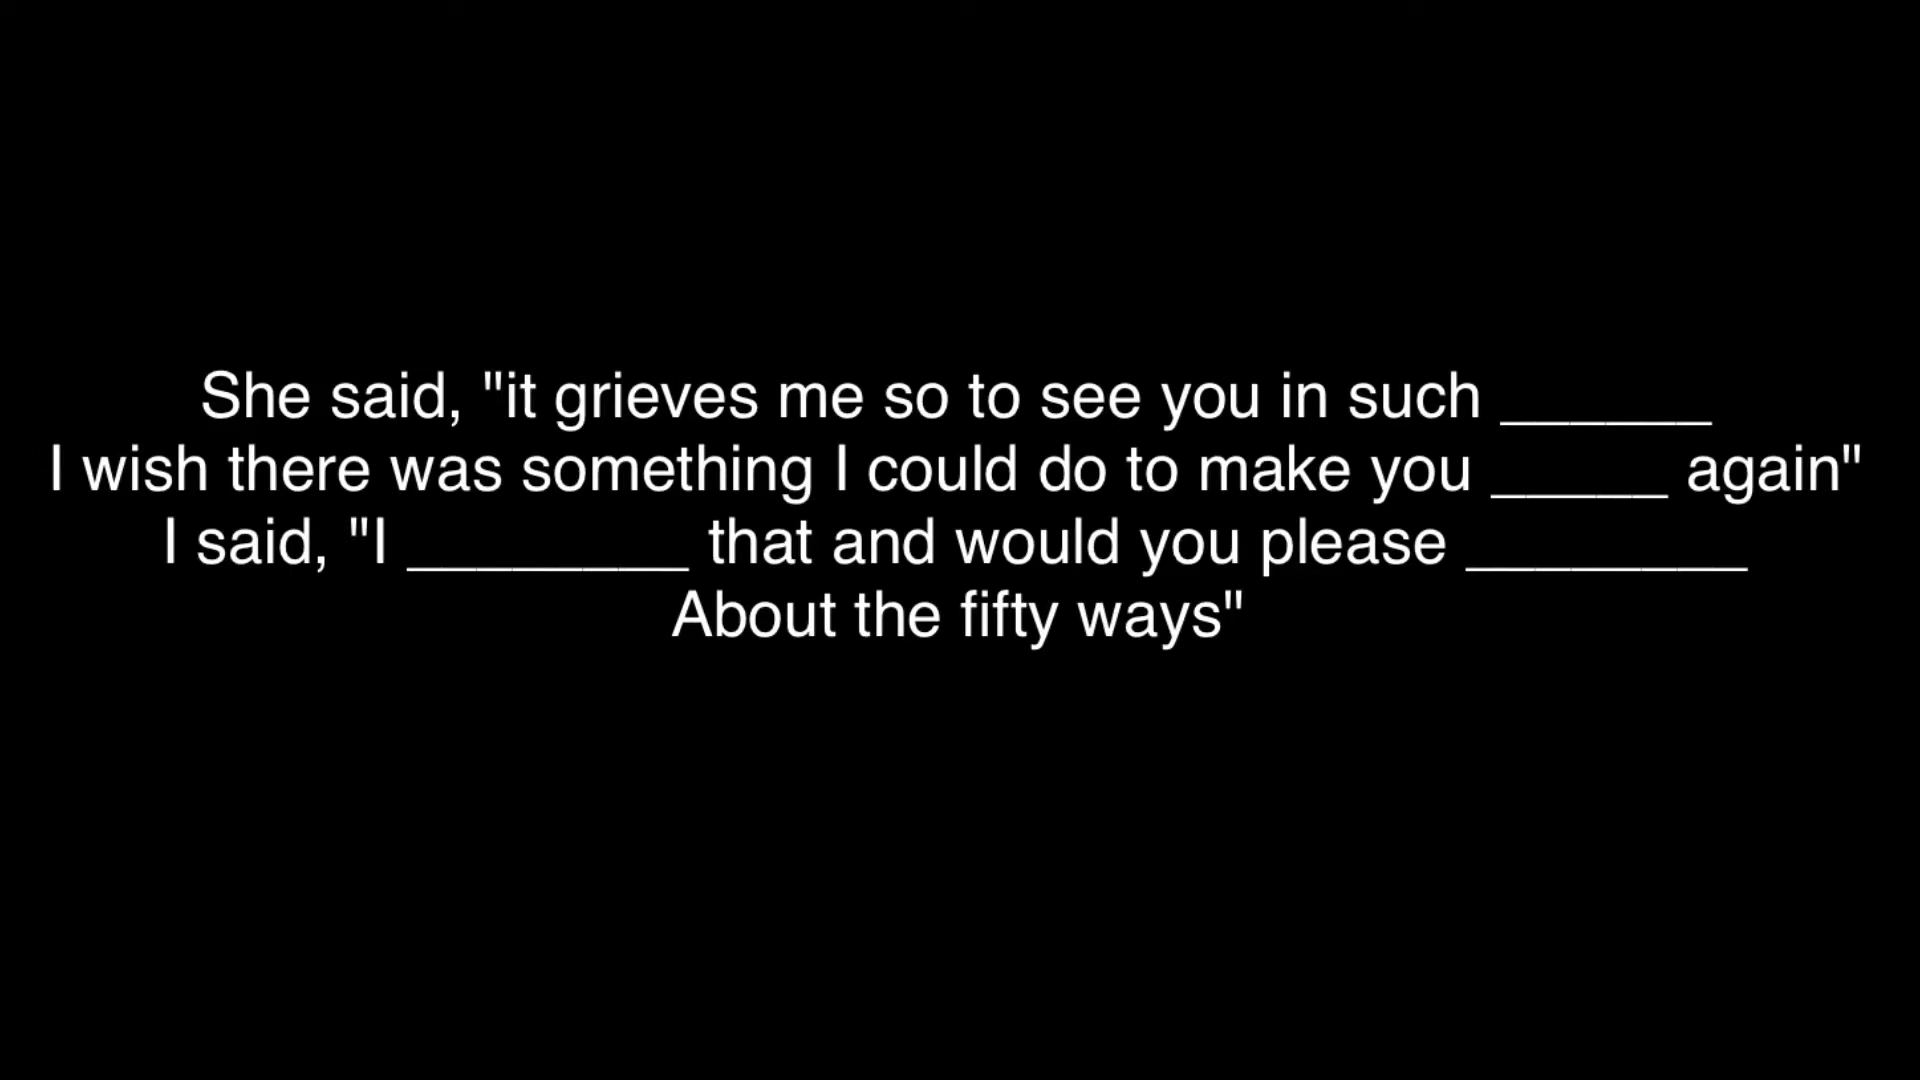 She said, "it grieves me so to see you in such ______
I wish there was something I could do to make you _____ again"
I said, "I ________ that and would you please ________
About the fifty ways"